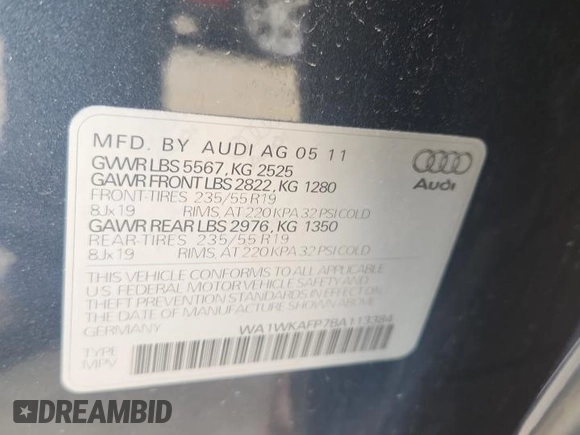 MFD. BY AUDI AG 05 11
GVWR LBS 5567, KG 2525
GAWR FRONT LBS 2822, KG 1280
FRONT-TIRES 235/55 R19
8Jx19 RIMS, AT 220 KPA 32 PSI COLD
GAWR REAR LBS 2976, KG 1350
REAR-TIRES 235/55 R19
8Jx19 RIMS, AT 220 KPA 32 PSI COLD
THIS VEHICLE CONFORMS TO ALL APPLICABLE
U.S. FEDERAL MOTOR VEHICLE SAFETY AND
THEFT PREVENTION STANDARDS IN EFFECT ON
THE DATE OF MANUFACTURE SHOWN ABOVE
GERMANY WA1WKAFP7BA113384
TYPE
MPV
Audi
DREAMBID